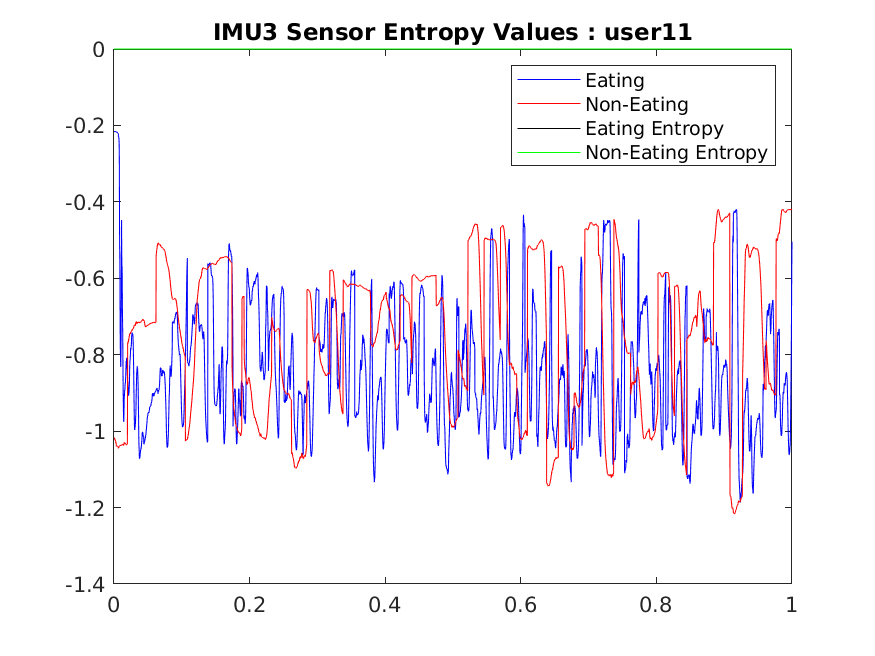 IMU3 Sensor Entropy Values : user11
0
-0.2
-0.4
-0.6
-0.8
-1
-1.2
-1.4
Eating
Non-Eating
Eating Entropy
Non-Eating Entropy
0 0.2 0.4 0.6 0.8 1